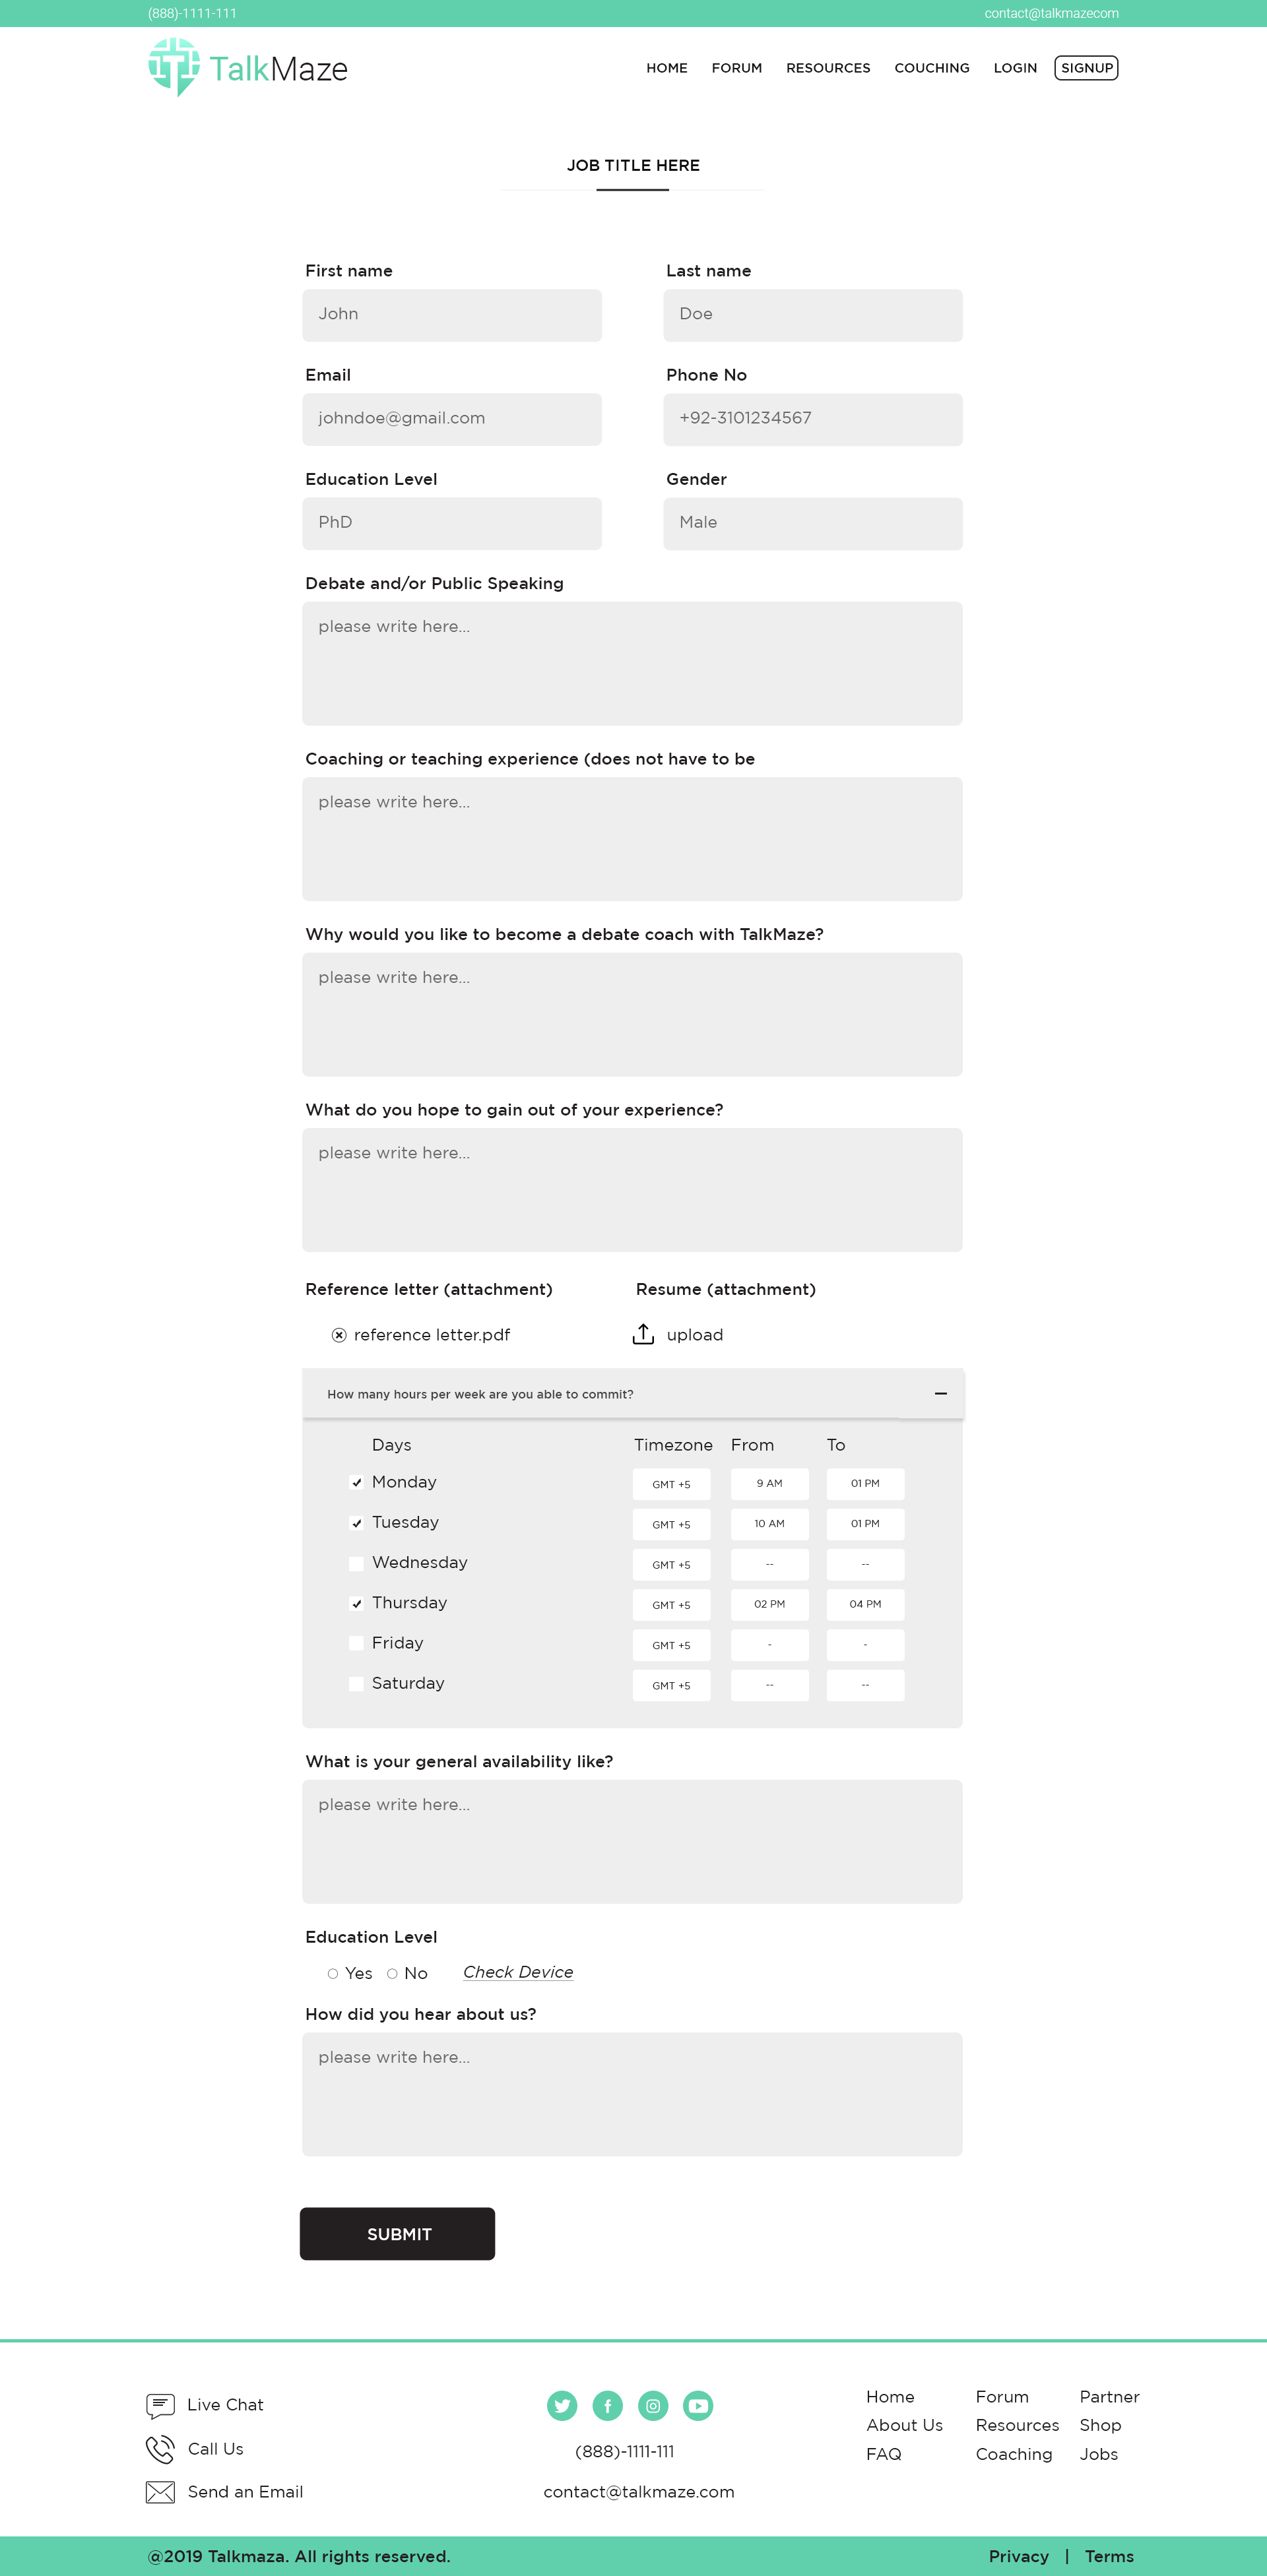 (888)-1111-111 contact@talkmazecom
TalkMaze HOME FORUM RESOURCES COUCHING LOGIN SIGNUP
JOB TITLE HERE
First name Last name
John Doe
Email Phone No
johndoe@gmail.com +92-3101234567
Education Level Gender
PhD Male
Debate and/or Public Speaking
please write here...
Coaching or teaching experience (does not have to be
please write here...
Why would you like to become a debate coach with TalkMaze?
please write here...
What do you hope to gain out of your experience?
please write here...
Reference letter (attachment) Resume (attachment)
reference letter.pdf upload
How many hours per week are you able to commit?
Days Timezone From To
Monday GMT +5 9 AM 01 PM
Tuesday GMT +5 10 AM 01 PM
Wednesday GMT +5 -- --
Thursday GMT +5 02 PM 04 PM
Friday GMT +5 - -
Saturday GMT +5 -- --
What is your general availability like?
please write here...
Education Level
Yes No Check Device
How did you hear about us?
please write here...
SUBMIT
Live Chat
Call Us
Send an Email
(888)-1111-111
contact@talkmaze.com
Home Forum Partner
About Us Resources Shop
FAQ Coaching Jobs
@2019 Talkmaza. All rights reserved. Privacy | Terms